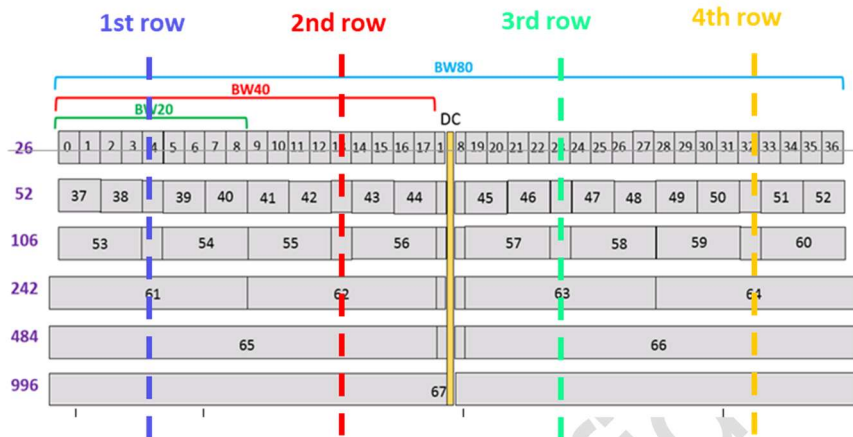 1st row 2nd row 3rd row 4th row
BW80
BW40
BW20 DC
26 0 1 2 3 4 5 6 7 8 9 10 11 12 13 14 15 16 17 1 8 19 20 21 22 23 24 25 26 27 28 29 30 31 32 33 34 35 36
52 37 38 39 40 41 42 43 44 45 46 47 48 49 50 51 52
106 53 54 55 56 57 58 59 60
242 61 62 63 64
484 65 66
996 67